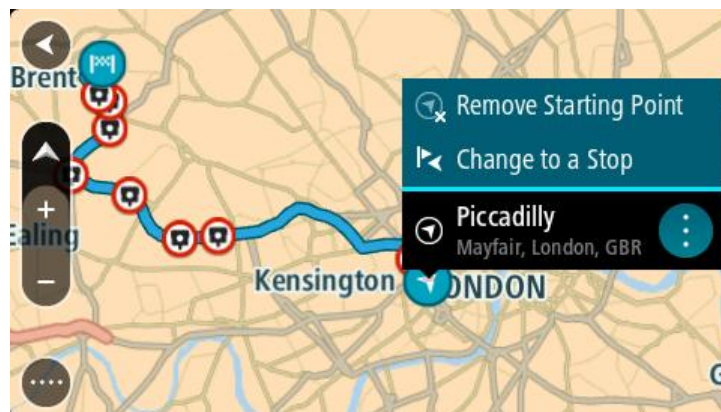 Brent
Remove Starting Point
Change to a Stop
Piccadilly
Mayfair, London, GBR
Ealing
Kensington
ONDON
G